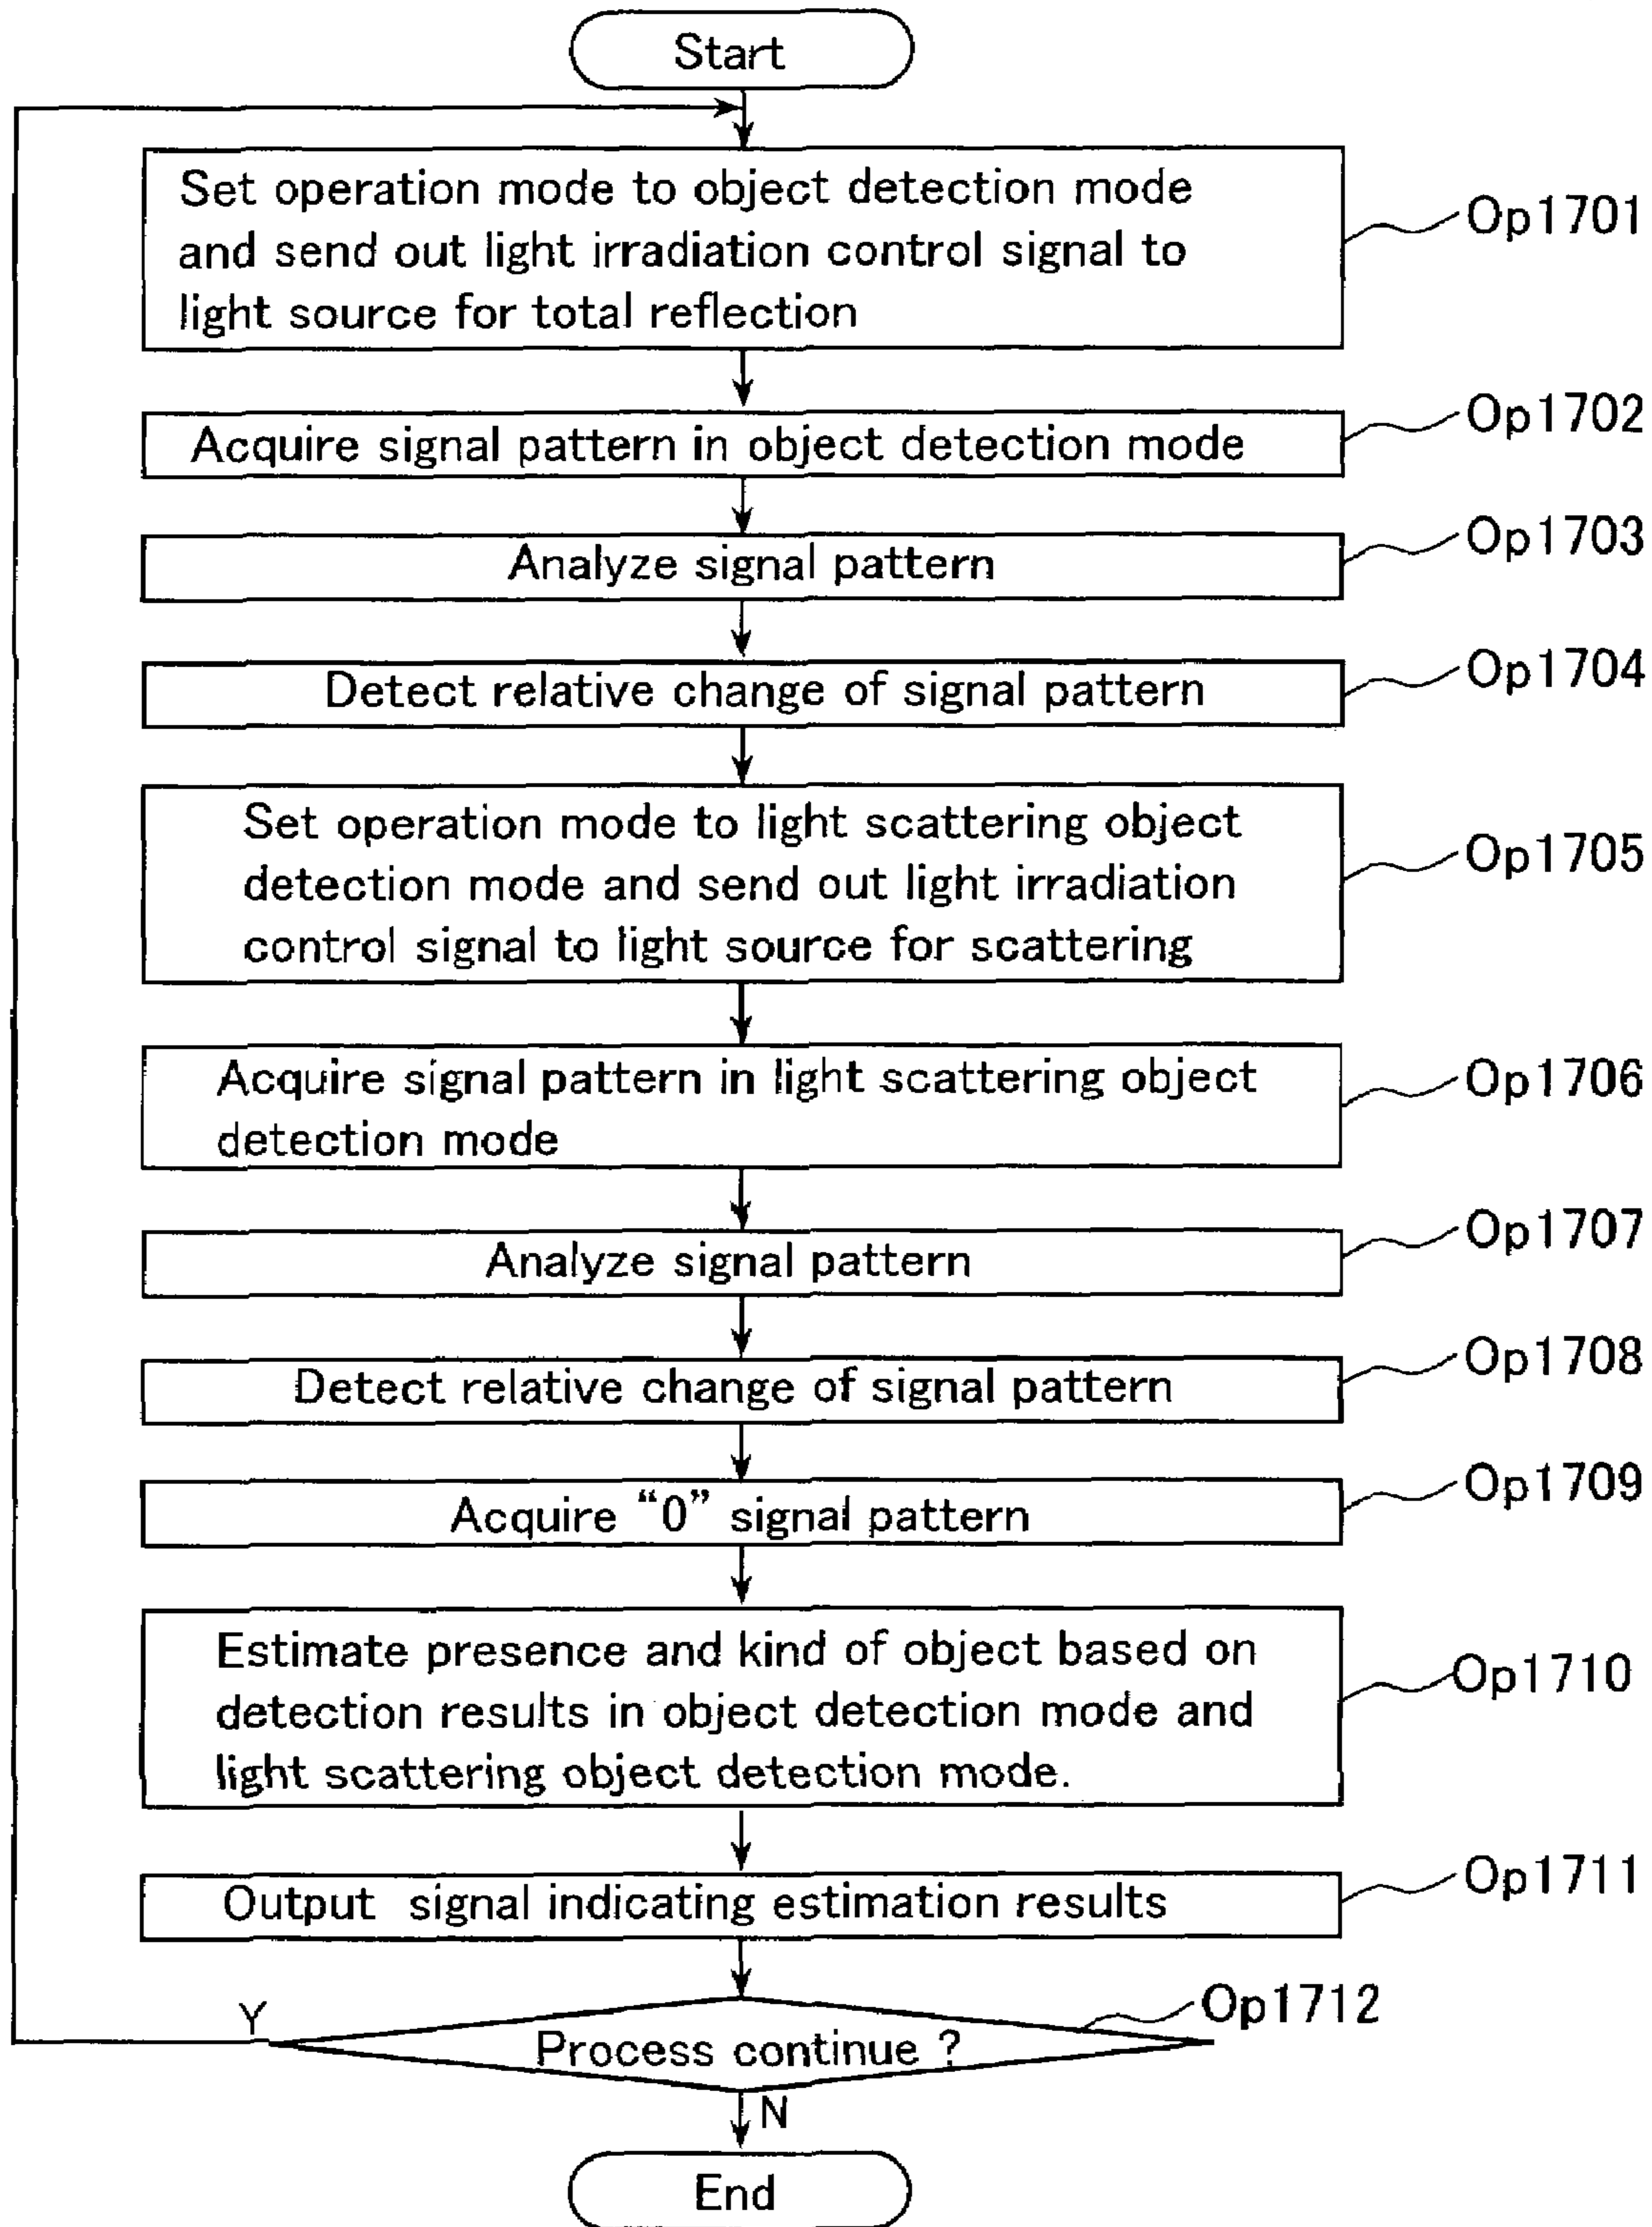 Start
Set operation mode to object detection mode
and send out light irradiation control signal to
light source for total reflection
Op1701
Acquire signal pattern in object detection mode
Op1702
Analyze signal pattern
Op1703
Detect relative change of signal pattern
Op1704
Set operation mode to light scattering object
detection mode and send out light irradiation
control signal to light source for scattering
Op1705
Acquire signal pattern in light scattering object
detection mode
Op1706
Analyze signal pattern
Op1707
Detect relative change of signal pattern
Op1708
Acquire “0” signal pattern
Op1709
Estimate presence and kind of object based on
detection results in object detection mode and
light scattering object detection mode.
Op1710
Output signal indicating estimation results
Op1711
Y
Process continue ?
Op1712
N
End